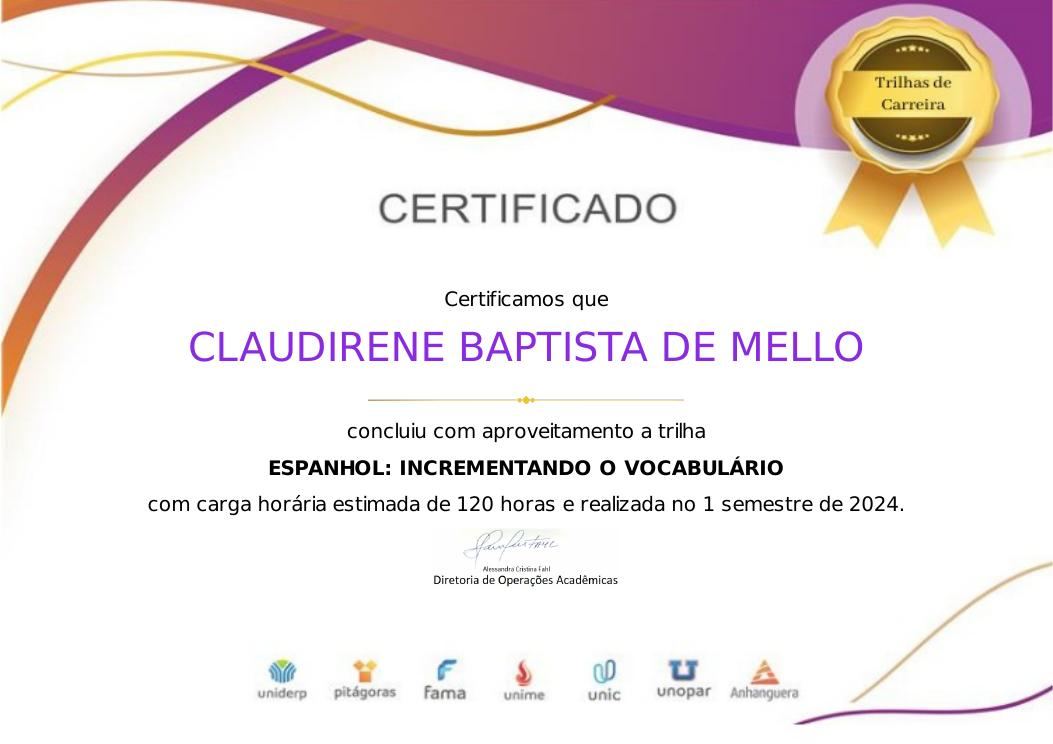 Trilhas de
Carreira
CERTIFICADO
Certificamos que
CLAUDIRENE BAPTISTA DE MELLO
concluiu com aproveitamento a trilha
ESPANHOL: INCREMENTANDO O VOCABULÁRIO
com carga horária estimada de 120 horas e realizada no 1 semestre de 2024.
Alessandra Cristina Fahl
Diretoria de Operações Acadêmicas
uniderp pitágoras fama unime unic unopar Anhanguera